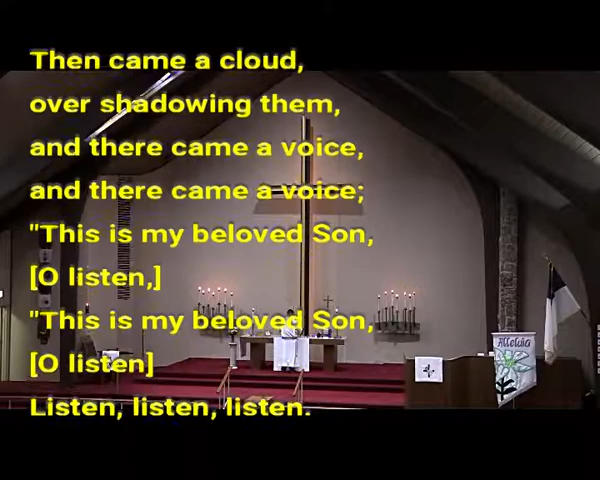 Then came a cloud,
over shadowing them,
and there came a voice,
and there came a voice;
"This is my beloved Son,
[O listen,]
"This is my beloved Son,
[O listen]
Listen, listen, listen.
Alleluia